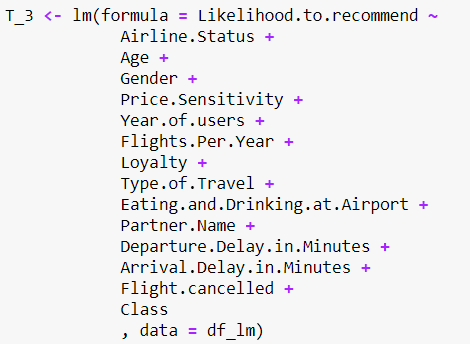 T_3 <- lm(formula = Likelihood.to.recommend ~
Airline.Status +
Age +
Gender +
Price.Sensitivity +
Year.of.users +
Flights.Per.Year +
Loyalty +
Type.of.Travel +
Eating.and.Drinking.at.Airport +
Partner.Name +
Departure.Delay.in.Minutes +
Arrival.Delay.in.Minutes +
Flight.cancelled +
Class
, data = df_lm)